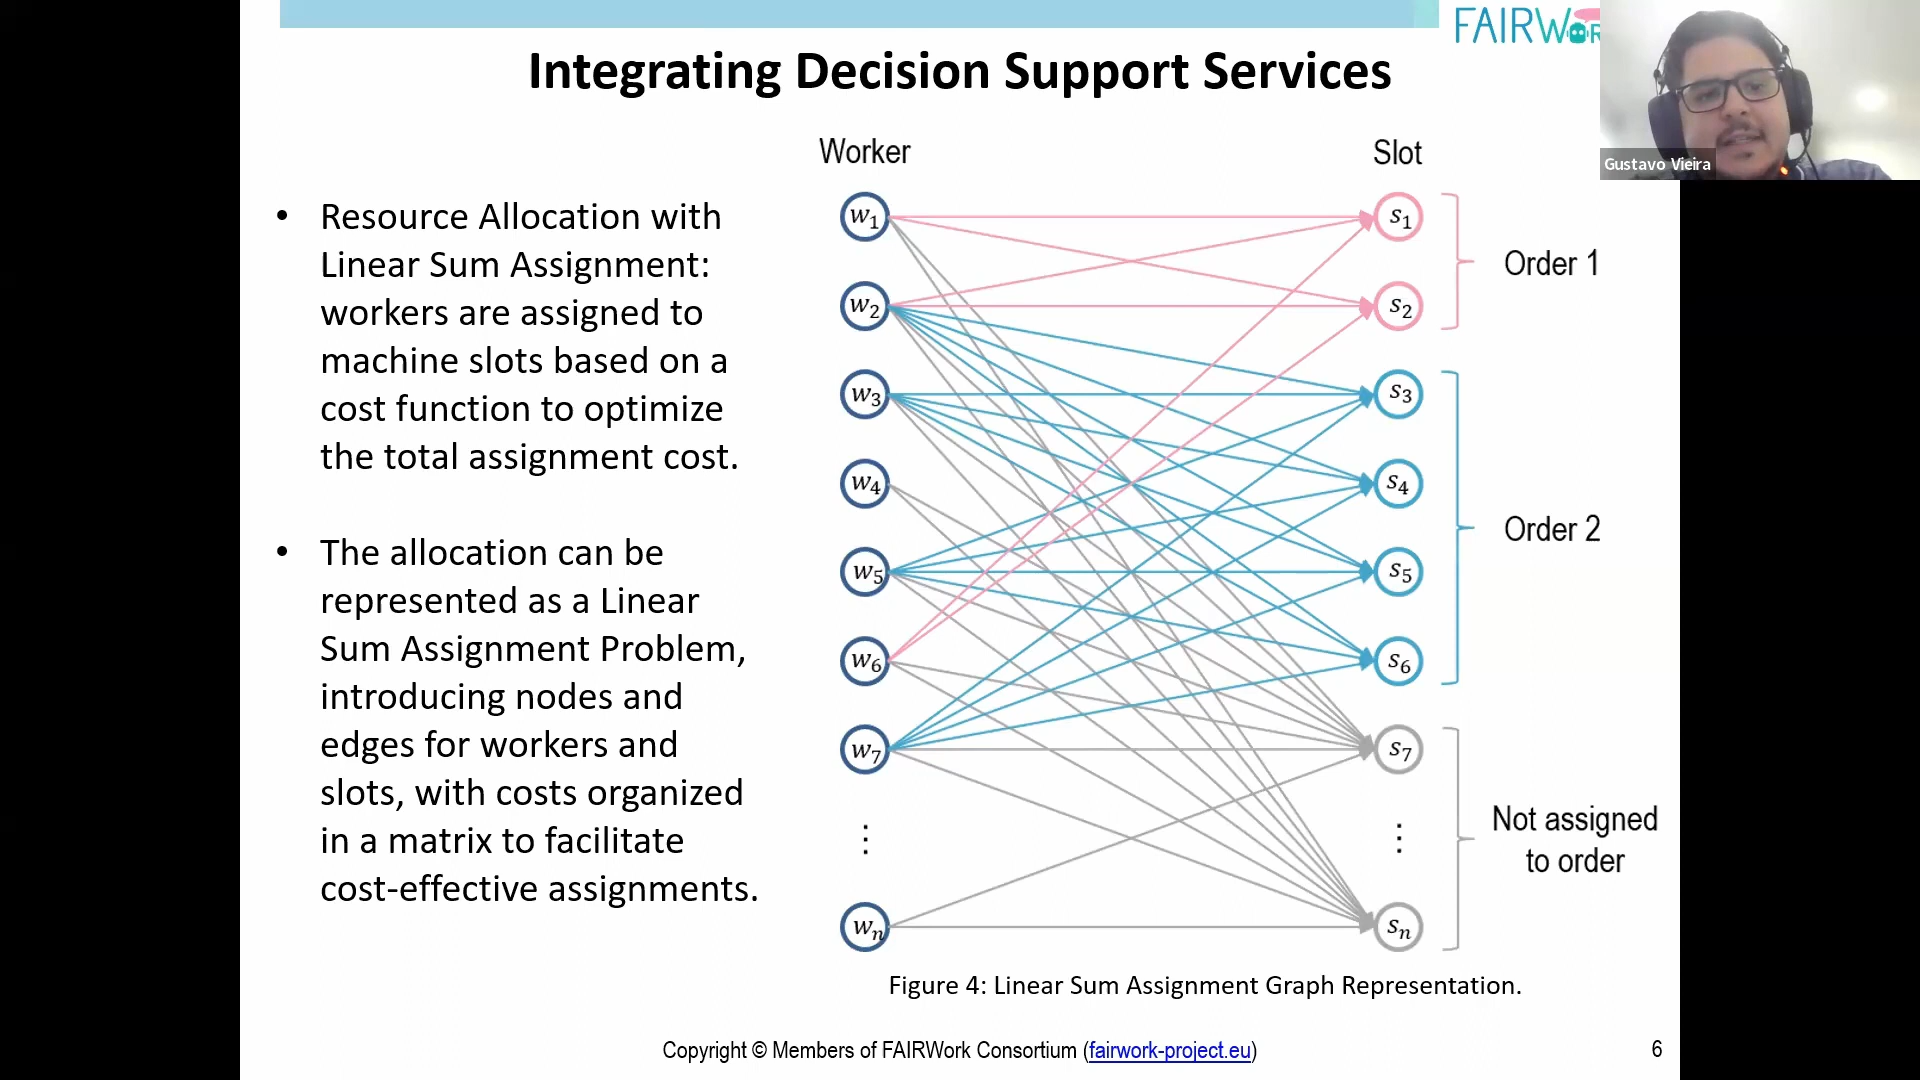 FAIRWor
Integrating Decision Support Services
Gustavo Vieira
• Resource Allocation with
Linear Sum Assignment:
workers are assigned to
machine slots based on a
cost function to optimize
the total assignment cost.
• The allocation can be
represented as a Linear
Sum Assignment Problem,
introducing nodes and
edges for workers and
slots, with costs organized
in a matrix to facilitate
cost-effective assignments.
Worker
Slot
w1
w2
w3
w4
w5
w6
w7
⋮
wn
s1
s2
s3
s4
s5
s6
s7
⋮
sn
Order 1
Order 2
Not assigned
to order
Figure 4: Linear Sum Assignment Graph Representation.
Copyright © Members of FAIRWork Consortium (fairwork-project.eu)
6